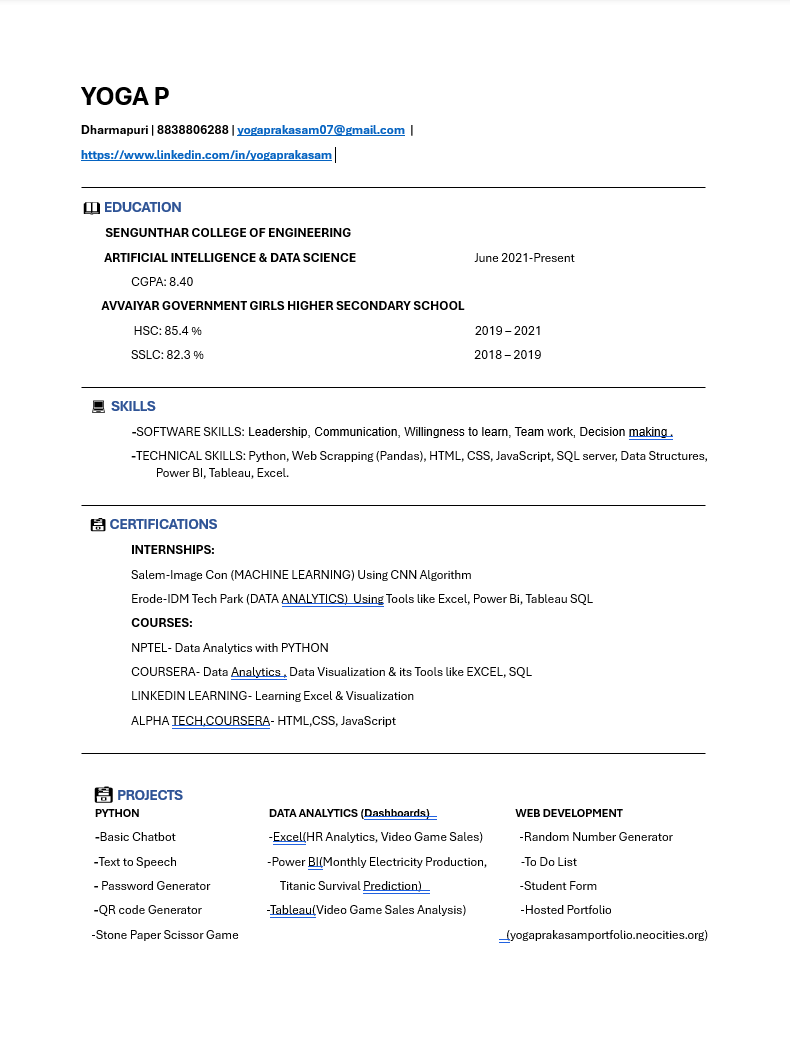 YOGA P
Dharmapuri | 8838806288 | yogaprakasam07@gmail.com |
https://www.linkedin.com/in/yogaprakasam
EDUCATION
SENGUNTHAR COLLEGE OF ENGINEERING
ARTIFICIAL INTELLIGENCE & DATA SCIENCE June 2021-Present
CGPA: 8.40
AVVAIYAR GOVERNMENT GIRLS HIGHER SECONDARY SCHOOL
HSC: 85.4 % 2019 – 2021
SSLC: 82.3 % 2018 – 2019
SKILLS
-SOFTWARE SKILLS: Leadership, Communication, Willingness to learn, Team work, Decision making .
-TECHNICAL SKILLS: Python, Web Scrapping (Pandas), HTML, CSS, JavaScript, SQL server, Data Structures,
Power BI, Tableau, Excel.
CERTIFICATIONS
INTERNSHIPS:
Salem-Image Con (MACHINE LEARNING) Using CNN Algorithm
Erode-IDM Tech Park (DATA ANALYTICS) Using Tools like Excel, Power Bi, Tableau SQL
COURSES:
NPTEL- Data Analytics with PYTHON
COURSERA- Data Analytics , Data Visualization & its Tools like EXCEL, SQL
LINKEDIN LEARNING- Learning Excel & Visualization
ALPHA TECH,COURSERA- HTML,CSS, JavaScript
PROJECTS
PYTHON
-Basic Chatbot
-Text to Speech
- Password Generator
-QR code Generator
-Stone Paper Scissor Game
DATA ANALYTICS (Dashboards)
-Excel(HR Analytics, Video Game Sales)
-Power BI(Monthly Electricity Production,
Titanic Survival Prediction)
-Tableau(Video Game Sales Analysis)
WEB DEVELOPMENT
-Random Number Generator
-To Do List
-Student Form
-Hosted Portfolio
(yogaprakasamportfolio.neocities.org)